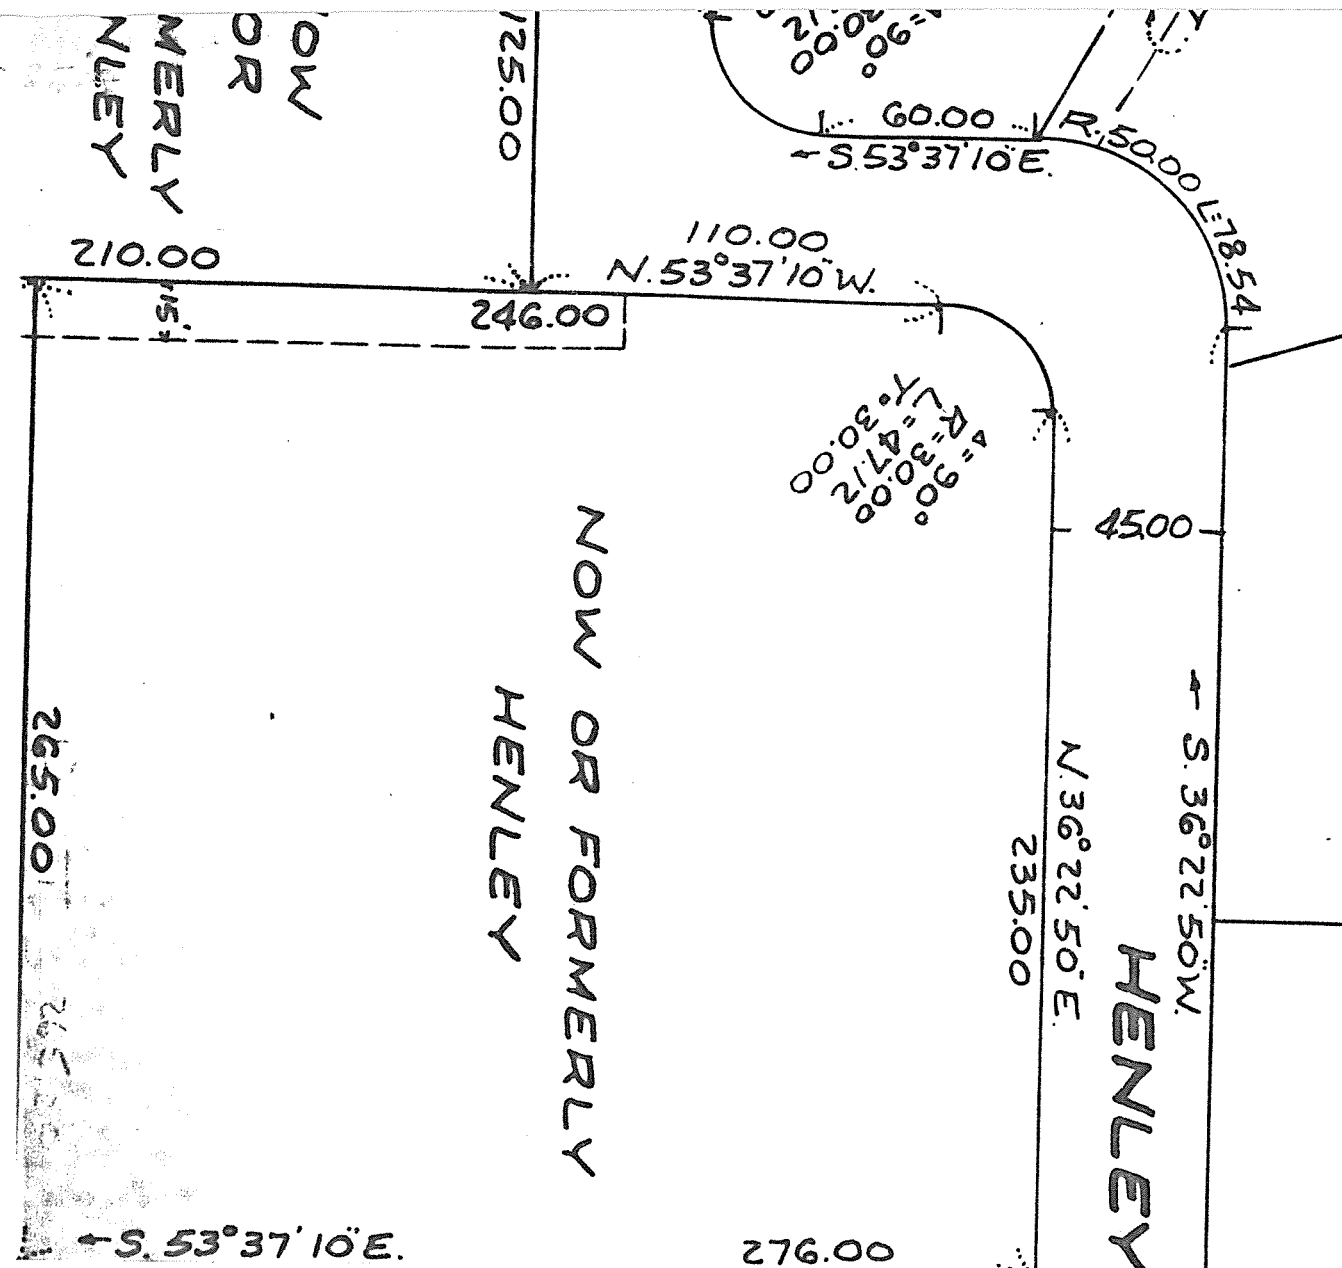 OW
OR
MERLY
NLEY
125.00
60.00
S.53°37'10"E.
R.50.00 L=78.54
210.00
110.00
N.53°37'10"W.
15'
246.00
Δ=90°
R=30.00
L=47.12
T=30.00
45.00
NOW OR FORMERLY
HENLEY
265.00
N.36°22'50"E.
235.00
S.36°22'50"W.
HENLEY
S.53°37'10"E.
276.00